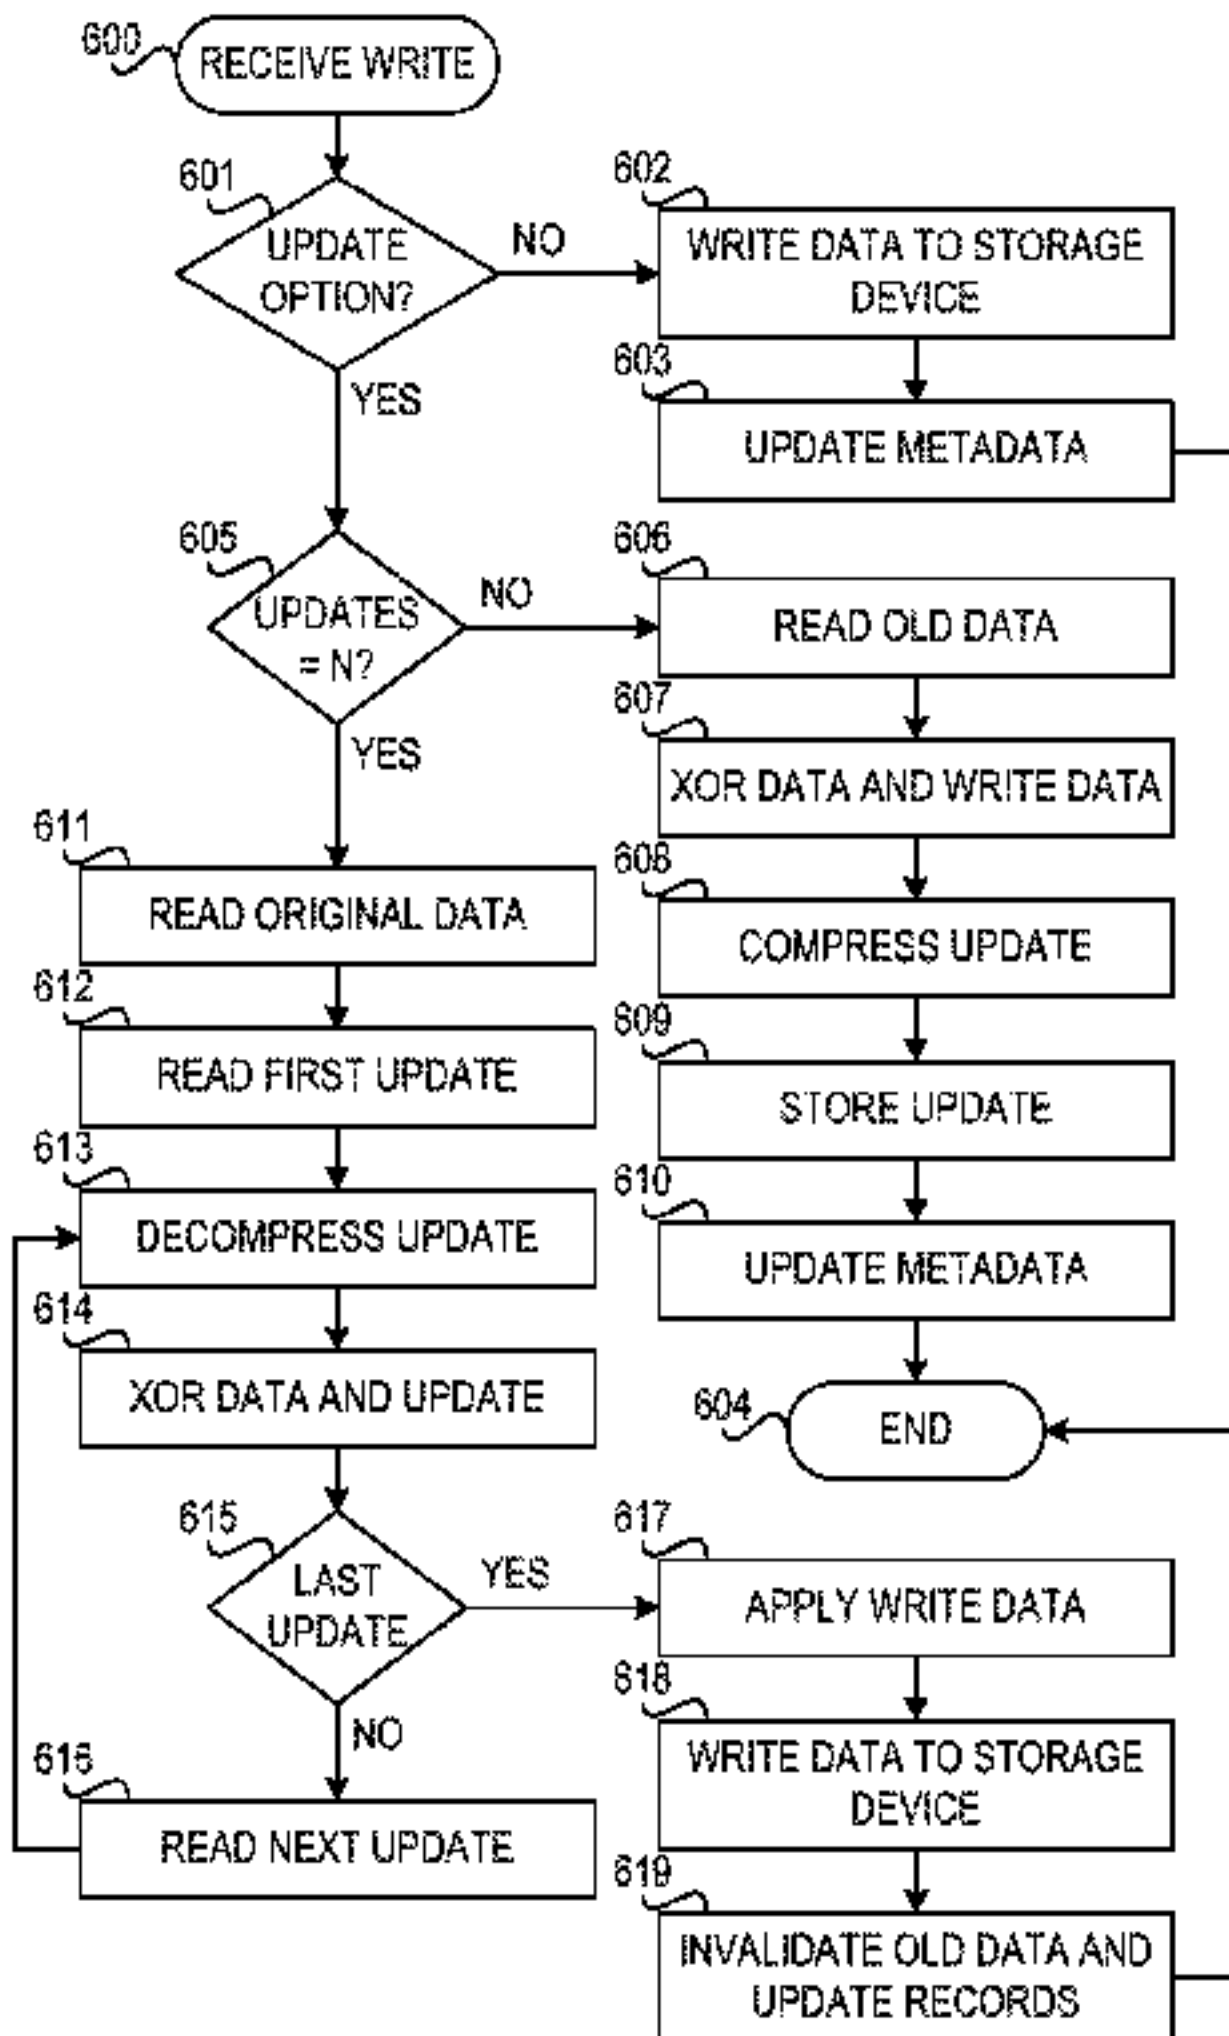 600
RECEIVE WRITE
601
UPDATE
OPTION?
NO
YES
602
WRITE DATA TO STORAGE
DEVICE
603
UPDATE METADATA
605
UPDATES
= N?
NO
YES
606
READ OLD DATA
607
XOR DATA AND WRITE DATA
608
COMPRESS UPDATE
609
STORE UPDATE
610
UPDATE METADATA
604
END
611
READ ORIGINAL DATA
612
READ FIRST UPDATE
613
DECOMPRESS UPDATE
614
XOR DATA AND UPDATE
615
LAST
UPDATE
YES
NO
616
READ NEXT UPDATE
617
APPLY WRITE DATA
618
WRITE DATA TO STORAGE
DEVICE
619
INVALIDATE OLD DATA AND
UPDATE RECORDS